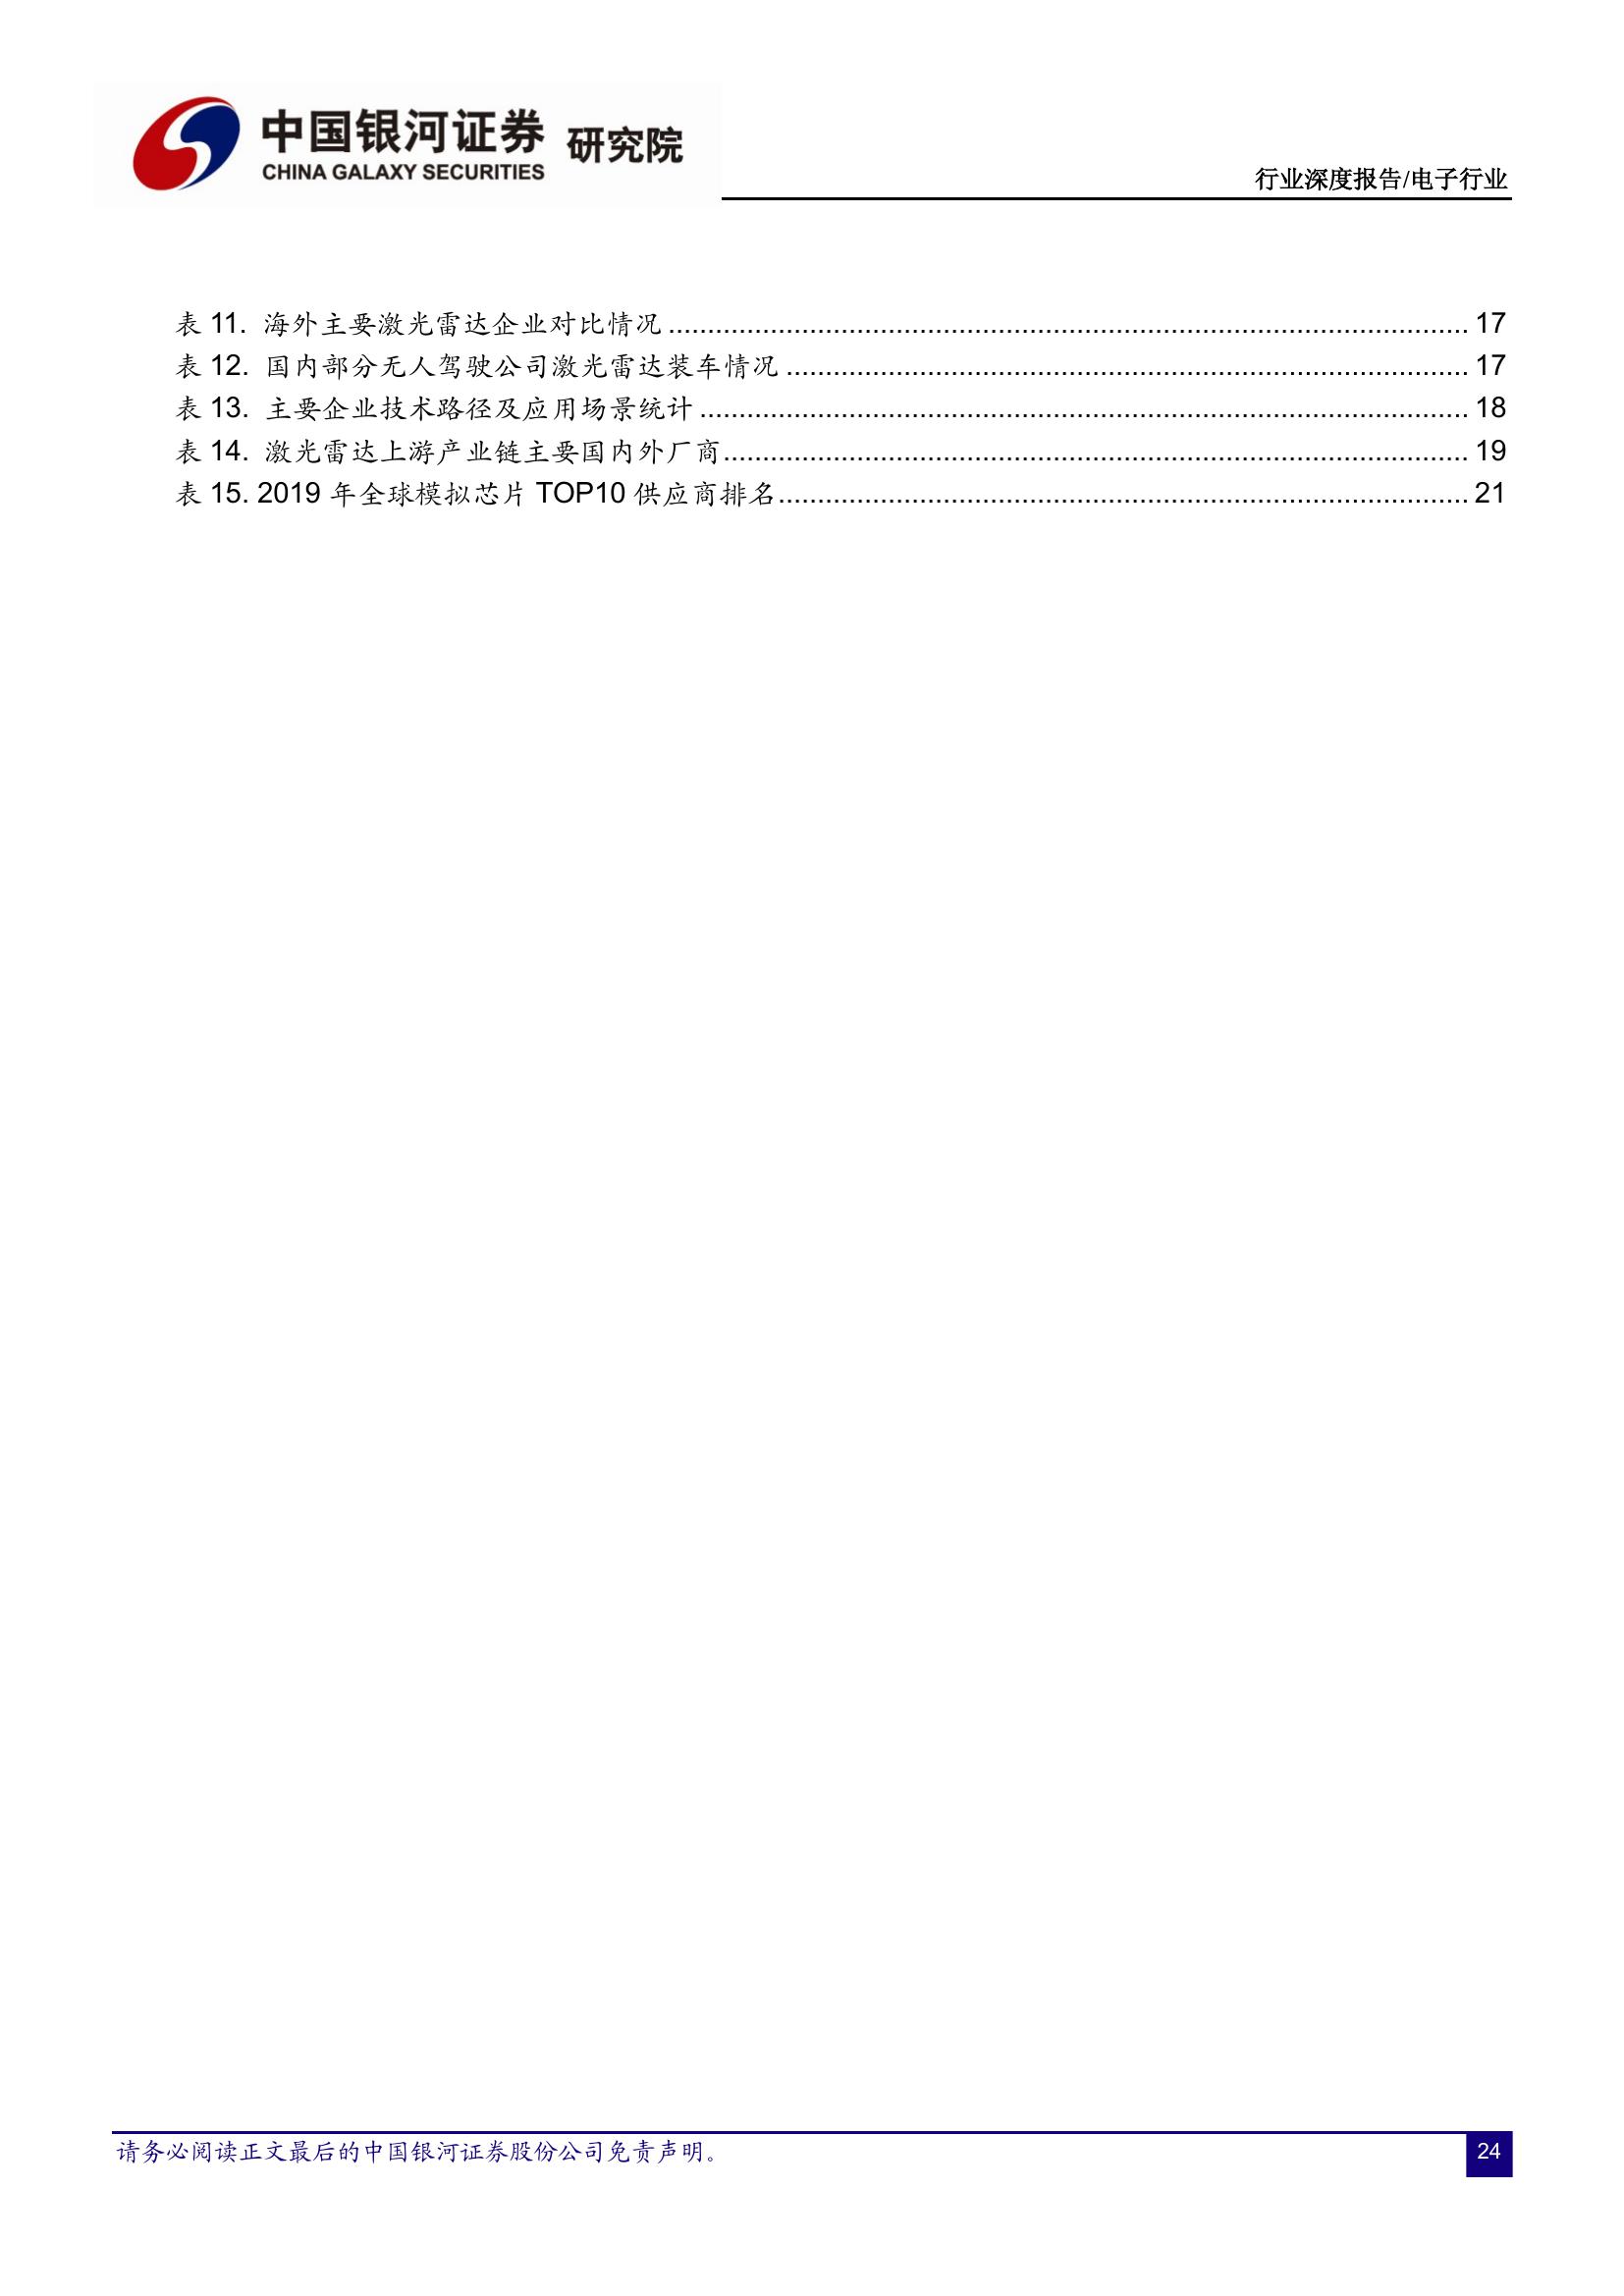 中国银河证券 研究院
CHINA GALAXY SECURITIES
行业深度报告/电子行业
表 11. 海外主要激光雷达企业对比情况 ........................................ 17
表 12. 国内部分无人驾驶公司激光雷达装车情况 ........................................ 17
表 13. 主要企业技术路径及应用场景统计 ........................................ 18
表 14. 激光雷达上游产业链主要国内外厂商 ........................................ 19
表 15. 2019 年全球模拟芯片 TOP10 供应商排名 ........................................ 21
请务必阅读正文最后的中国银河证券股份公司免责声明。
24